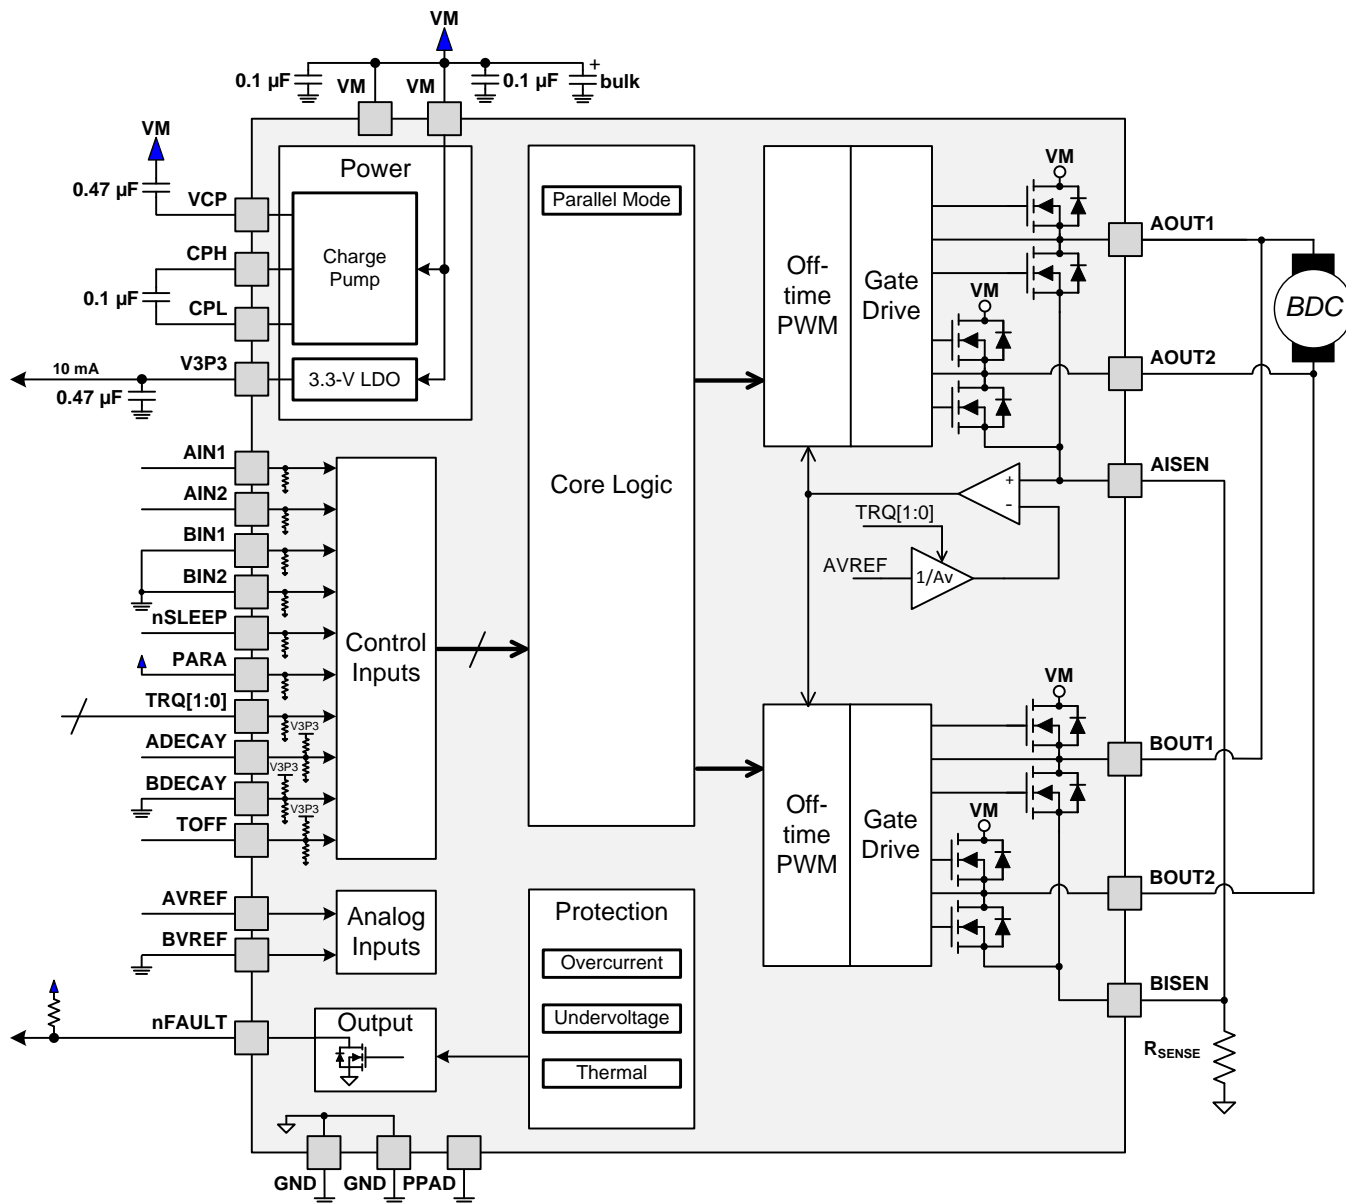 VM
0.1 µF
VM
VM
0.1 µF
+
bulk
VM
0.47 µF
VCP
CPH
0.1 µF
CPL
V3P3
10 mA
0.47 µF
Power
Charge
Pump
3.3-V LDO
AIN1
AIN2
BIN1
BIN2
nSLEEP
PARA
TRQ[1:0]
ADECAY
BDECAY
TOFF
V3P3
V3P3
V3P3
Control
Inputs
AVREF
BVREF
Analog
Inputs
nFAULT
Output
GND
GND
PPAD
Parallel Mode
Core Logic
Protection
Overcurrent
Undervoltage
Thermal
Off-
time
PWM
Gate
Drive
VM
VM
AOUT1
AOUT2
BDC
AISEN
+
-
TRQ[1:0]
AVREF
1/Av
Off-
time
PWM
Gate
Drive
VM
VM
BOUT1
BOUT2
BISEN
RSENSE